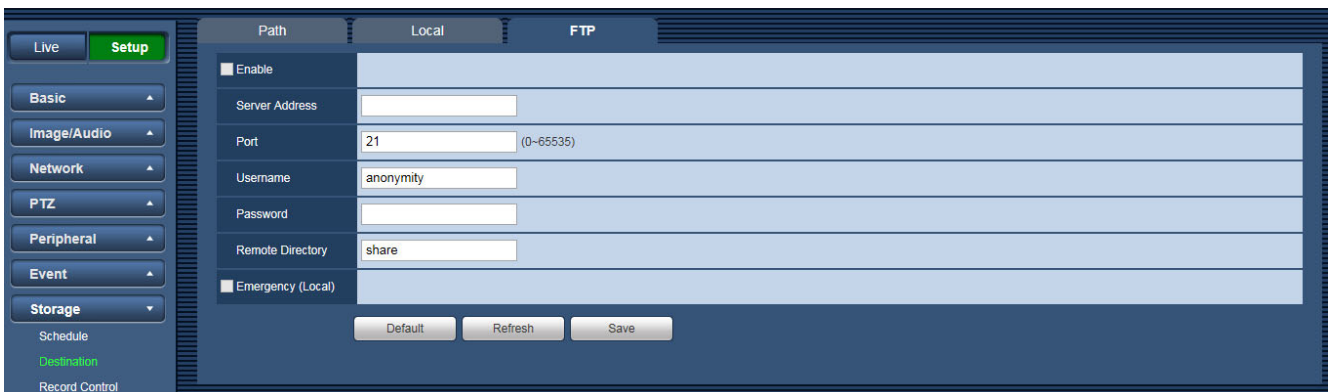 Live Setup
Path Local FTP
Basic
Image/Audio
Network
PTZ
Peripheral
Event
Storage
Schedule
Destination
Record Control
Enable
Server Address
Port 21 (0~65535)
Username anonymity
Password
Remote Directory share
Emergency (Local)
Default Refresh Save